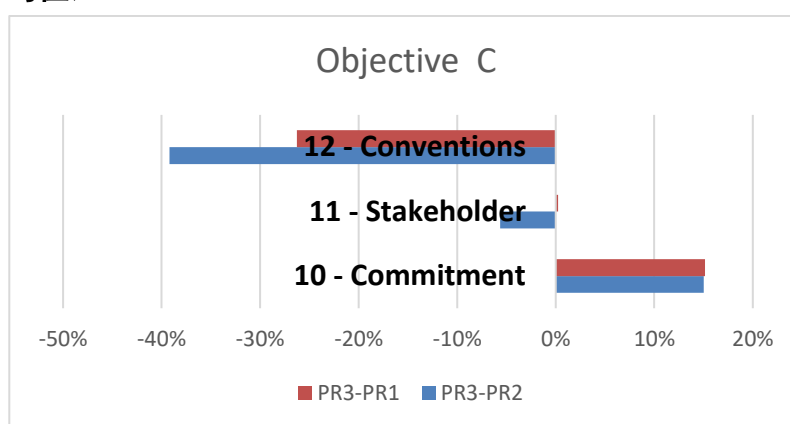 Objective C
12 - Conventions
11 - Stakeholder
10 - Commitment
-50% -40% -30% -20% -10% 0% 10% 20%
PR3-PR1 PR3-PR2